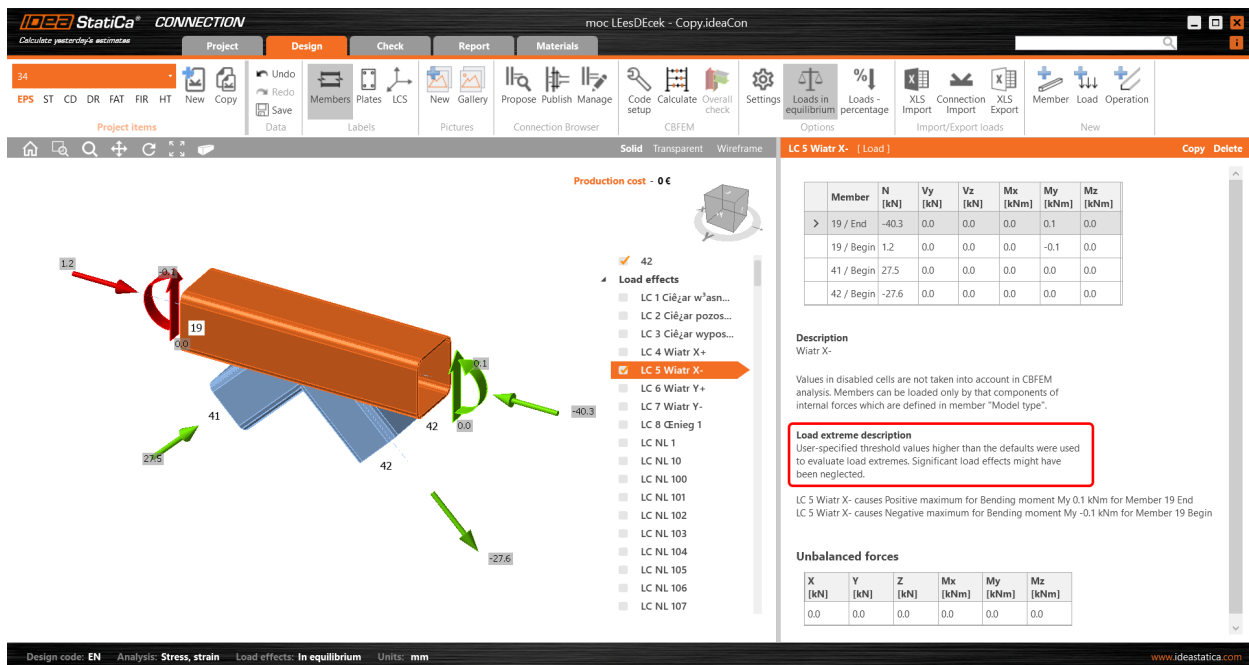 IDEA StatiCa® CONNECTION
moc LEesDEcek - Copy.ideaCon
Calculate yesterday's estimates
Project Design Check Report Materials
34
EPS ST CD DR FAT FIR HT
New Copy
Project items
Undo
Redo
Save
Data
Members Plates LCS
Labels
New Gallery
Pictures
Propose Publish Manage
Connection Browser
Code setup Calculate Overall check
CBFEM
Settings Loads in equilibrium Loads - percentage
Options
XLS Import Connection Import XLS Export
Import/Export loads
Member Load Operation
New
Solid Transparent Wireframe
Production cost - 0 €
1.2
-0.1
19
0.0
0.1
0.0
-40.3
41
42
42
27.5
-27.6
42
Load effects
LC 1 Ciê¿ar w³asn...
LC 2 Ciê¿ar pozos...
LC 3 Ciê¿ar wypos...
LC 4 Wiatr X+
LC 5 Wiatr X-
LC 6 Wiatr Y+
LC 7 Wiatr Y-
LC 8 Œnieg 1
LC NL 1
LC NL 10
LC NL 100
LC NL 101
LC NL 102
LC NL 103
LC NL 104
LC NL 105
LC NL 106
LC NL 107
LC 5 Wiatr X- [ Load ] Copy Delete
Member N [kN] Vy [kN] Vz [kN] Mx [kNm] My [kNm] Mz [kNm]
> 19 / End -40.3 0.0 0.0 0.0 0.1 0.0
19 / Begin 1.2 0.0 0.0 0.0 -0.1 0.0
41 / Begin 27.5 0.0 0.0 0.0 0.0 0.0
42 / Begin -27.6 0.0 0.0 0.0 0.0 0.0
Description
Wiatr X-
Values in disabled cells are not taken into account in CBFEM
analysis. Members can be loaded only by that components of
internal forces which are defined in member "Model type".
Load extreme description
User-specified threshold values higher than the defaults were used
to evaluate load extremes. Significant load effects might have
been neglected.
LC 5 Wiatr X- causes Positive maximum for Bending moment My 0.1 kNm for Member 19 End
LC 5 Wiatr X- causes Negative maximum for Bending moment My -0.1 kNm for Member 19 Begin
Unbalanced forces
X [kN] Y [kN] Z [kN] Mx [kNm] My [kNm] Mz [kNm]
0.0 0.0 0.0 0.0 0.0 0.0
Design code: EN Analysis: Stress, strain Load effects: In equilibrium Units: mm
www.ideastatica.com